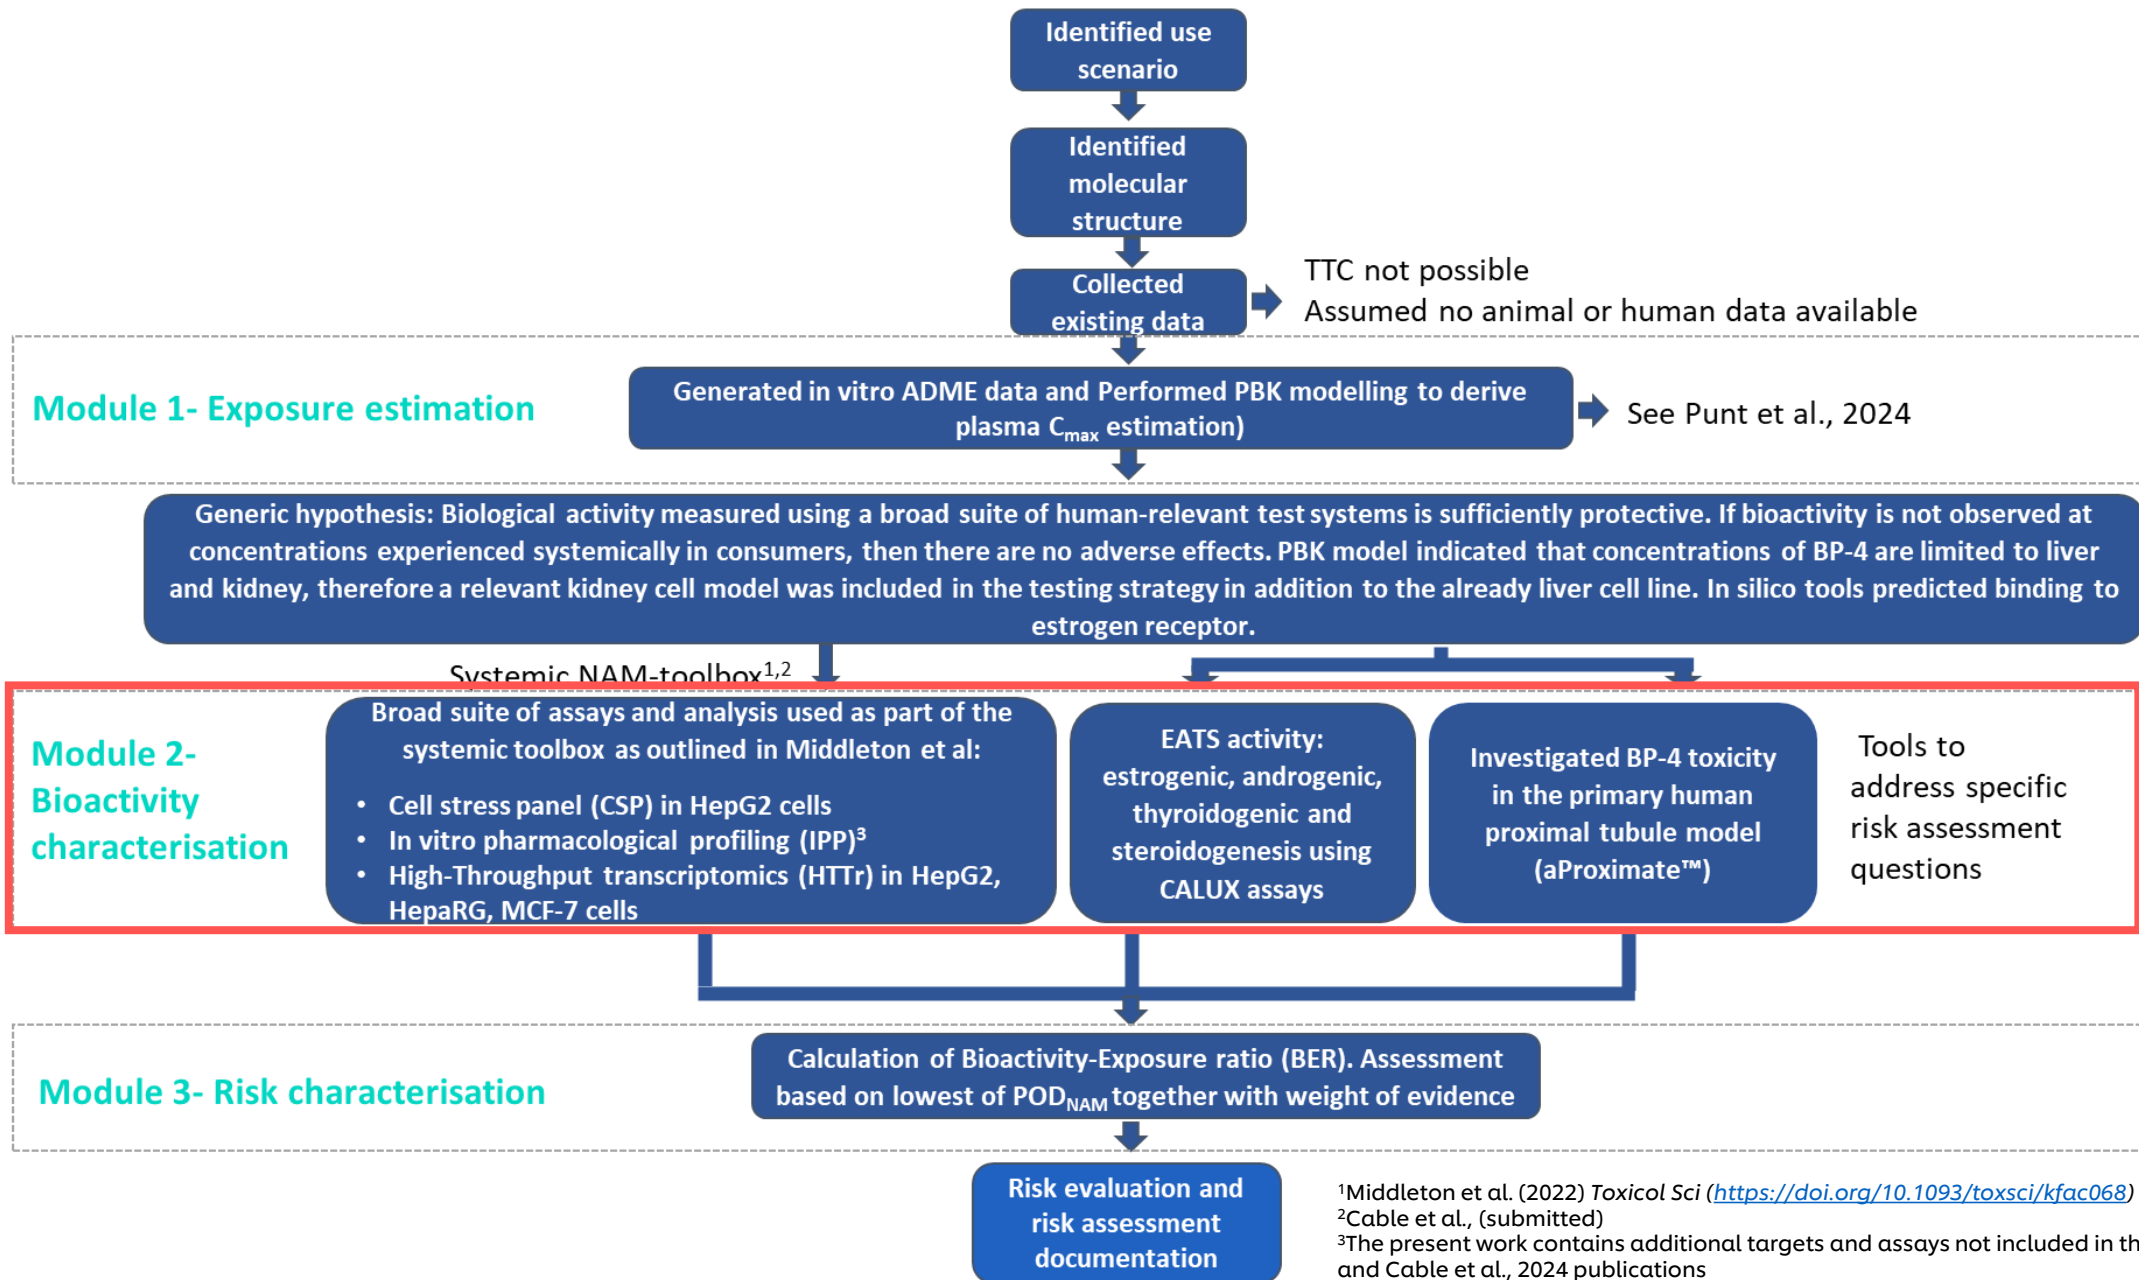 Identified use
scenario
Identified
molecular
structure
Collected
existing data
TTC not possible
Assumed no animal or human data available
Module 1- Exposure estimation
Generated in vitro ADME data and Performed PBK modelling to derive
plasma Cmax estimation)
See Punt et al., 2024
Generic hypothesis: Biological activity measured using a broad suite of human-relevant test systems is sufficiently protective. If bioactivity is not observed at
concentrations experienced systemically in consumers, then there are no adverse effects. PBK model indicated that concentrations of BP-4 are limited to liver
and kidney, therefore a relevant kidney cell model was included in the testing strategy in addition to the already liver cell line. In silico tools predicted binding to
estrogen receptor.
Systemic NAM-toolbox1,2
Module 2-
Bioactivity
characterisation
Broad suite of assays and analysis used as part of the
systemic toolbox as outlined in Middleton et al:
• Cell stress panel (CSP) in HepG2 cells
• In vitro pharmacological profiling (IPP)3
• High-Throughput transcriptomics (HTTr) in HepG2,
HepaRG, MCF-7 cells
EATS activity:
estrogenic, androgenic,
thyroidogenic and
steroidogenesis using
CALUX assays
Investigated BP-4 toxicity
in the primary human
proximal tubule model
(aProximate™)
Tools to
address specific
risk assessment
questions
Module 3- Risk characterisation
Calculation of Bioactivity-Exposure ratio (BER). Assessment
based on lowest of PODNAM together with weight of evidence
Risk evaluation and
risk assessment
documentation
1Middleton et al. (2022) Toxicol Sci (https://doi.org/10.1093/toxsci/kfac068)
2Cable et al., (submitted)
3The present work contains additional targets and assays not included in
and Cable et al., 2024 publications